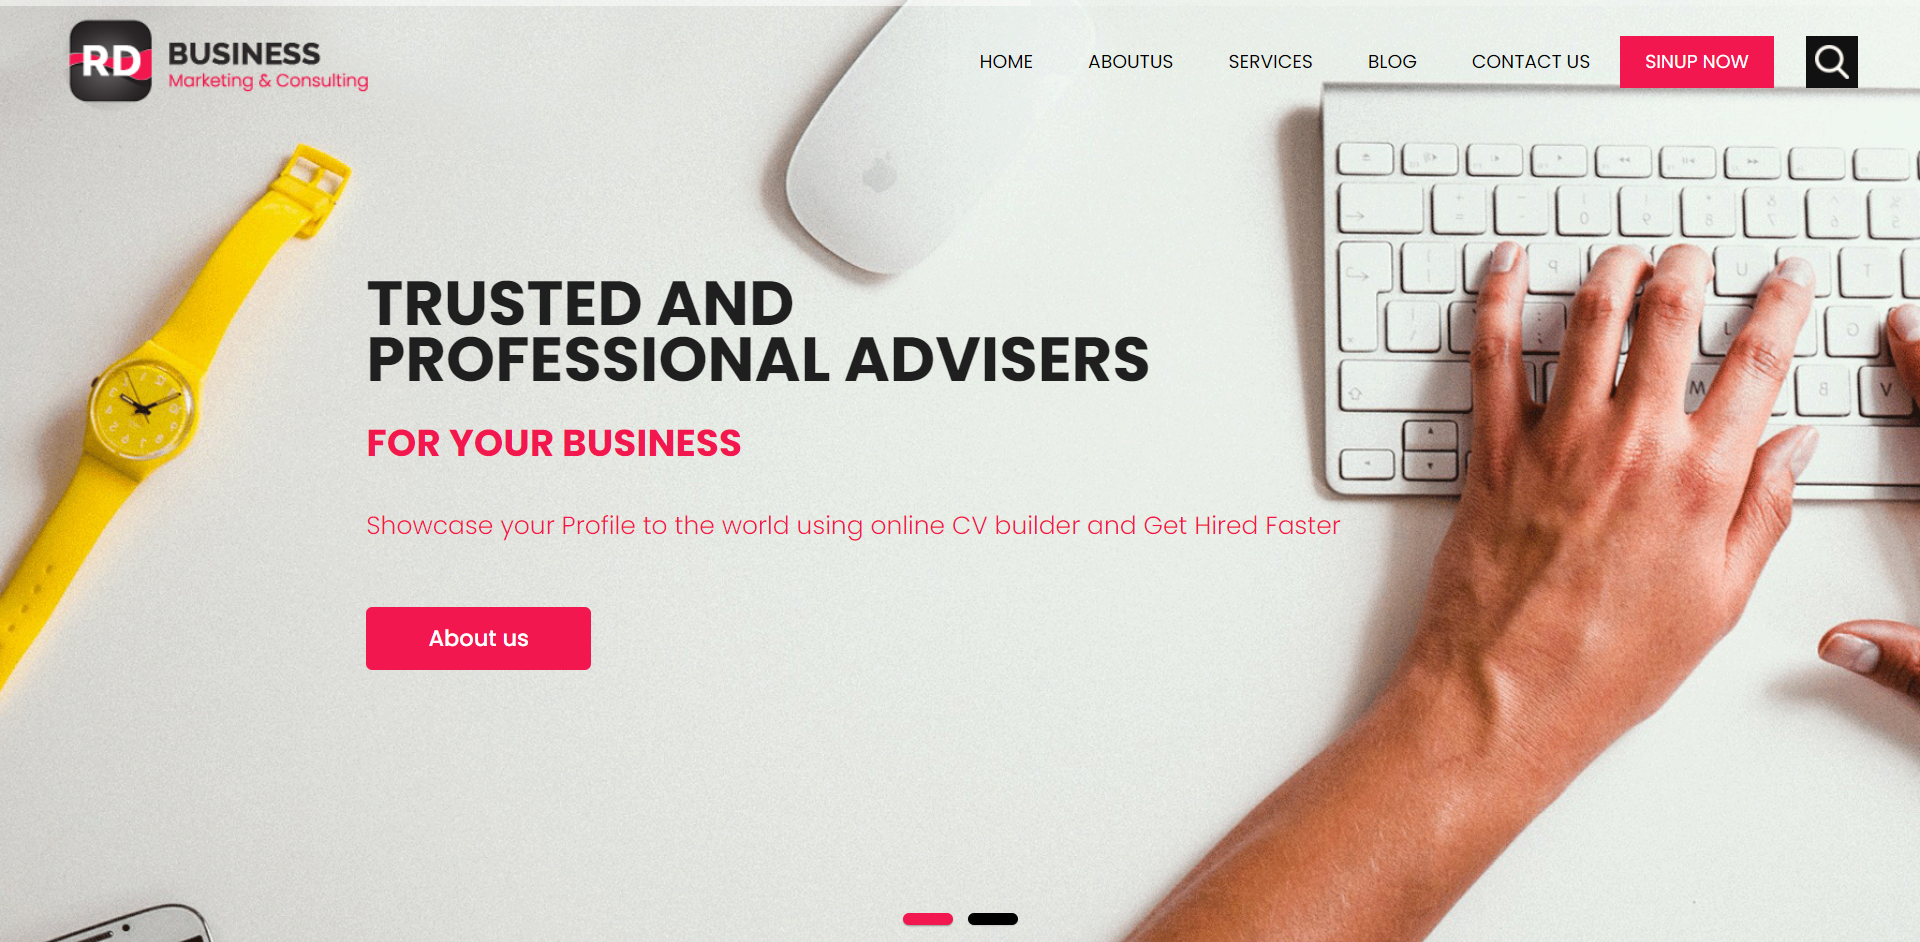 RD BUSINESS
Marketing & Consulting
HOME ABOUTUS SERVICES BLOG CONTACT US SINUP NOW
TRUSTED AND
PROFESSIONAL ADVISERS
FOR YOUR BUSINESS
Showcase your Profile to the world using online CV builder and Get Hired Faster
About us